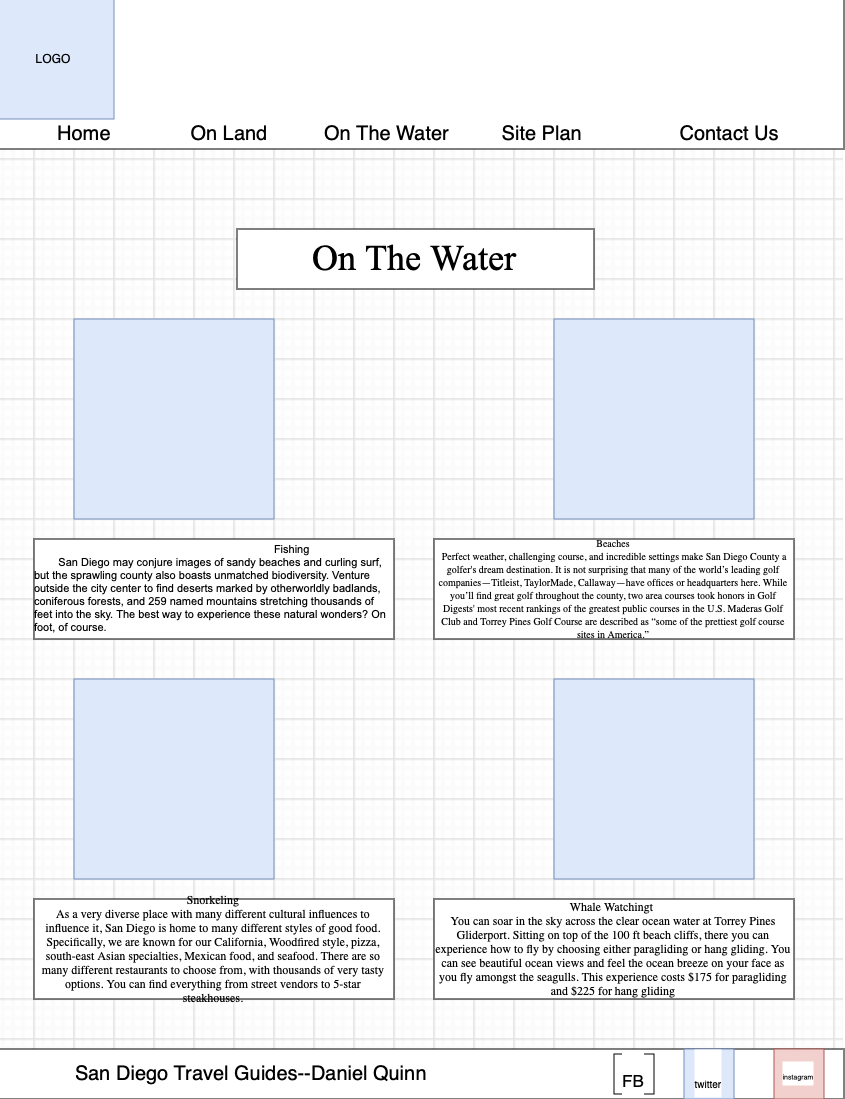 LOGO
Home On Land On The Water Site Plan Contact Us
On The Water
Fishing
San Diego may conjure images of sandy beaches and curling surf,
but the sprawling county also boasts unmatched biodiversity. Venture
outside the city center to find deserts marked by otherworldly badlands,
coniferous forests, and 259 named mountains stretching thousands of
feet into the sky. The best way to experience these natural wonders? On
foot, of course.
Beaches
Perfect weather, challenging course, and incredible settings make San Diego County a
golfer's dream destination. It is not surprising that many of the world’s leading golf
companies—Titleist, TaylorMade, Callaway—have offices or headquarters here. While
you’ll find great golf throughout the county, two area courses took honors in Golf
Digests' most recent rankings of the greatest public courses in the U.S. Maderas Golf
Club and Torrey Pines Golf Course are described as “some of the prettiest golf course
sites in America.”
Snorkeling
As a very diverse place with many different cultural influences to
influence it, San Diego is home to many different styles of good food.
Specifically, we are known for our California, Woodfired style, pizza,
south-east Asian specialties, Mexican food, and seafood. There are so
many different restaurants to choose from, with thousands of very tasty
options. You can find everything from street vendors to 5-star
steakhouses.
Whale Watchingt
You can soar in the sky across the clear ocean water at Torrey Pines
Gliderport. Sitting on top of the 100 ft beach cliffs, there you can
experience how to fly by choosing either paragliding or hang gliding. You
can see beautiful ocean views and feel the ocean breeze on your face as
you fly amongst the seagulls. This experience costs $175 for paragliding
and $225 for hang gliding
San Diego Travel Guides--Daniel Quinn FB twitter instagram